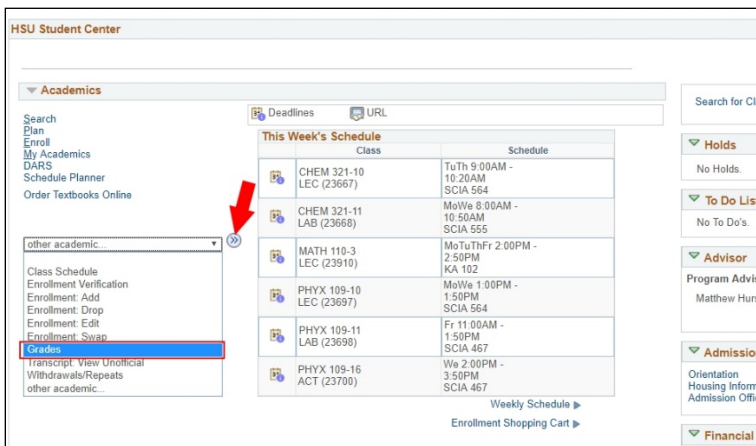 HSU Student Center
Academics
Search
Plan
Enroll
My Academics
DARS
Schedule Planner
Order Textbooks Online
other academic...
Class Schedule
Enrollment Verification
Enrollment: Add
Enrollment: Drop
Enrollment: Edit
Enrollment: Swap
Grades
Transcript: View Unofficial
Withdrawals/Repeats
other academic...
Deadlines URL
This Week's Schedule
Class Schedule
CHEM 321-10
LEC (23667)
TuTh 9:00AM -
10:20AM
SCIA 564
CHEM 321-11
LAB (23668)
MoWe 8:00AM -
10:50AM
SCIA 555
MATH 110-3
LEC (23910)
MoTuThFr 2:00PM -
2:50PM
KA 102
PHYX 109-10
LEC (23697)
MoWe 1:00PM -
1:50PM
SCIA 564
PHYX 109-11
LAB (23698)
Fr 11:00AM -
1:50PM
SCIA 467
PHYX 109-16
ACT (23700)
We 2:00PM -
3:50PM
SCIA 467
Weekly Schedule
Enrollment Shopping Cart
Search for
Holds
No Holds.
To Do
No To Do's.
Advisor
Program
Matthew
Orientation
Housing
Admission
Financial